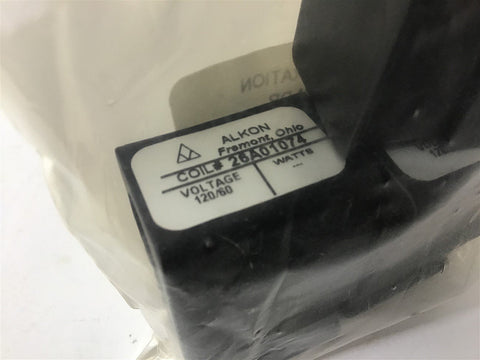 ALKON
Fremont, Ohio
COIL# 26A01074
VOLTAGE WATTS
120/60 ---